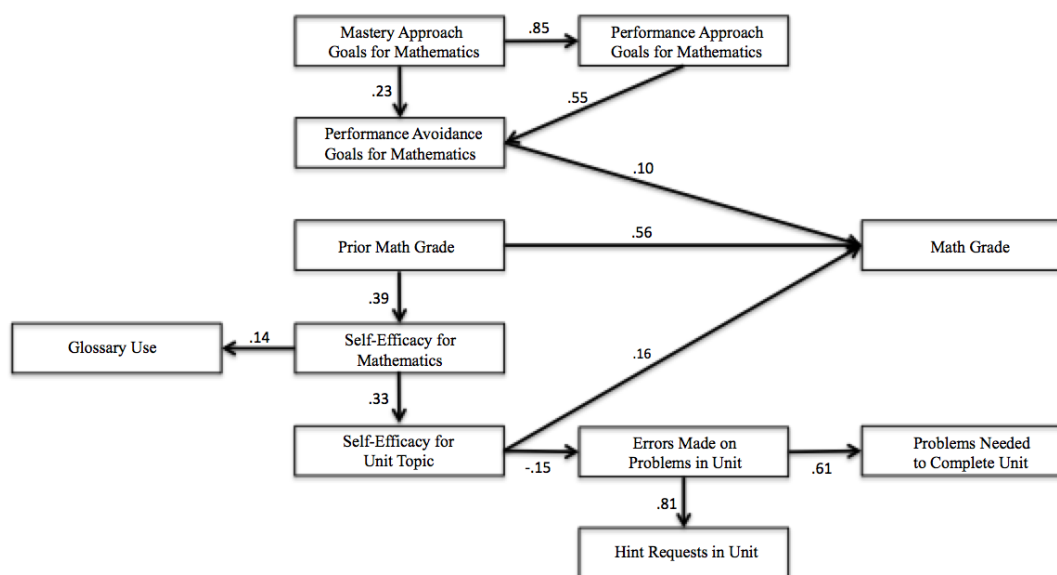 Mastery Approach
Goals for Mathematics
.85
Performance Approach
Goals for Mathematics
.23
.55
Performance Avoidance
Goals for Mathematics
.10
Prior Math Grade
.56
Math Grade
.39
Glossary Use
.14
Self-Efficacy for
Mathematics
.16
.33
Self-Efficacy for
Unit Topic
-.15
Errors Made on
Problems in Unit
.61
Problems Needed
to Complete Unit
.81
Hint Requests in Unit